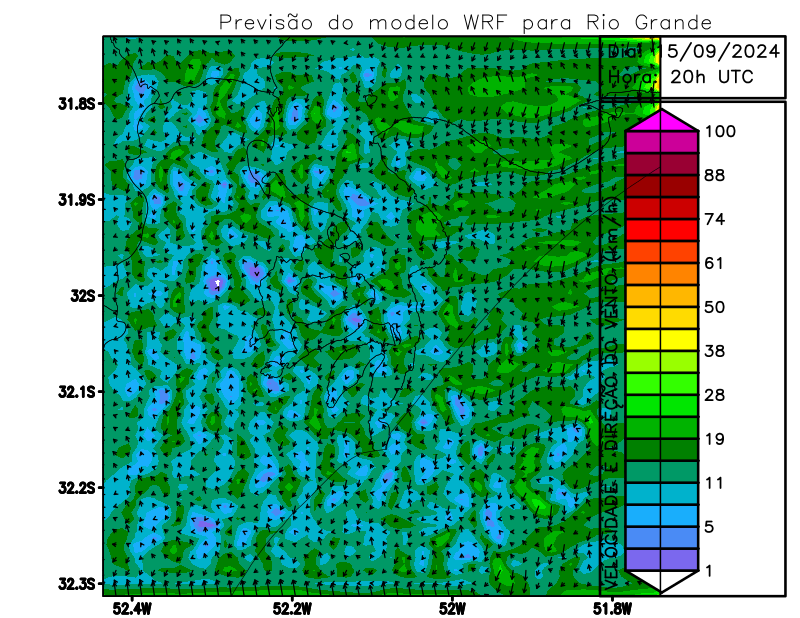 Previsão do modelo WRF para Rio Grande
Dia: 5/09/2024
Hora: 20h UTC
31.8S
31.9S
32S
32.1S
32.2S
32.3S
52.4W
52.2W
52W
51.8W
VELOCIDADE E DIREÇÃO DO VENTO (km/h)
100
88
74
61
50
38
28
19
11
5
1